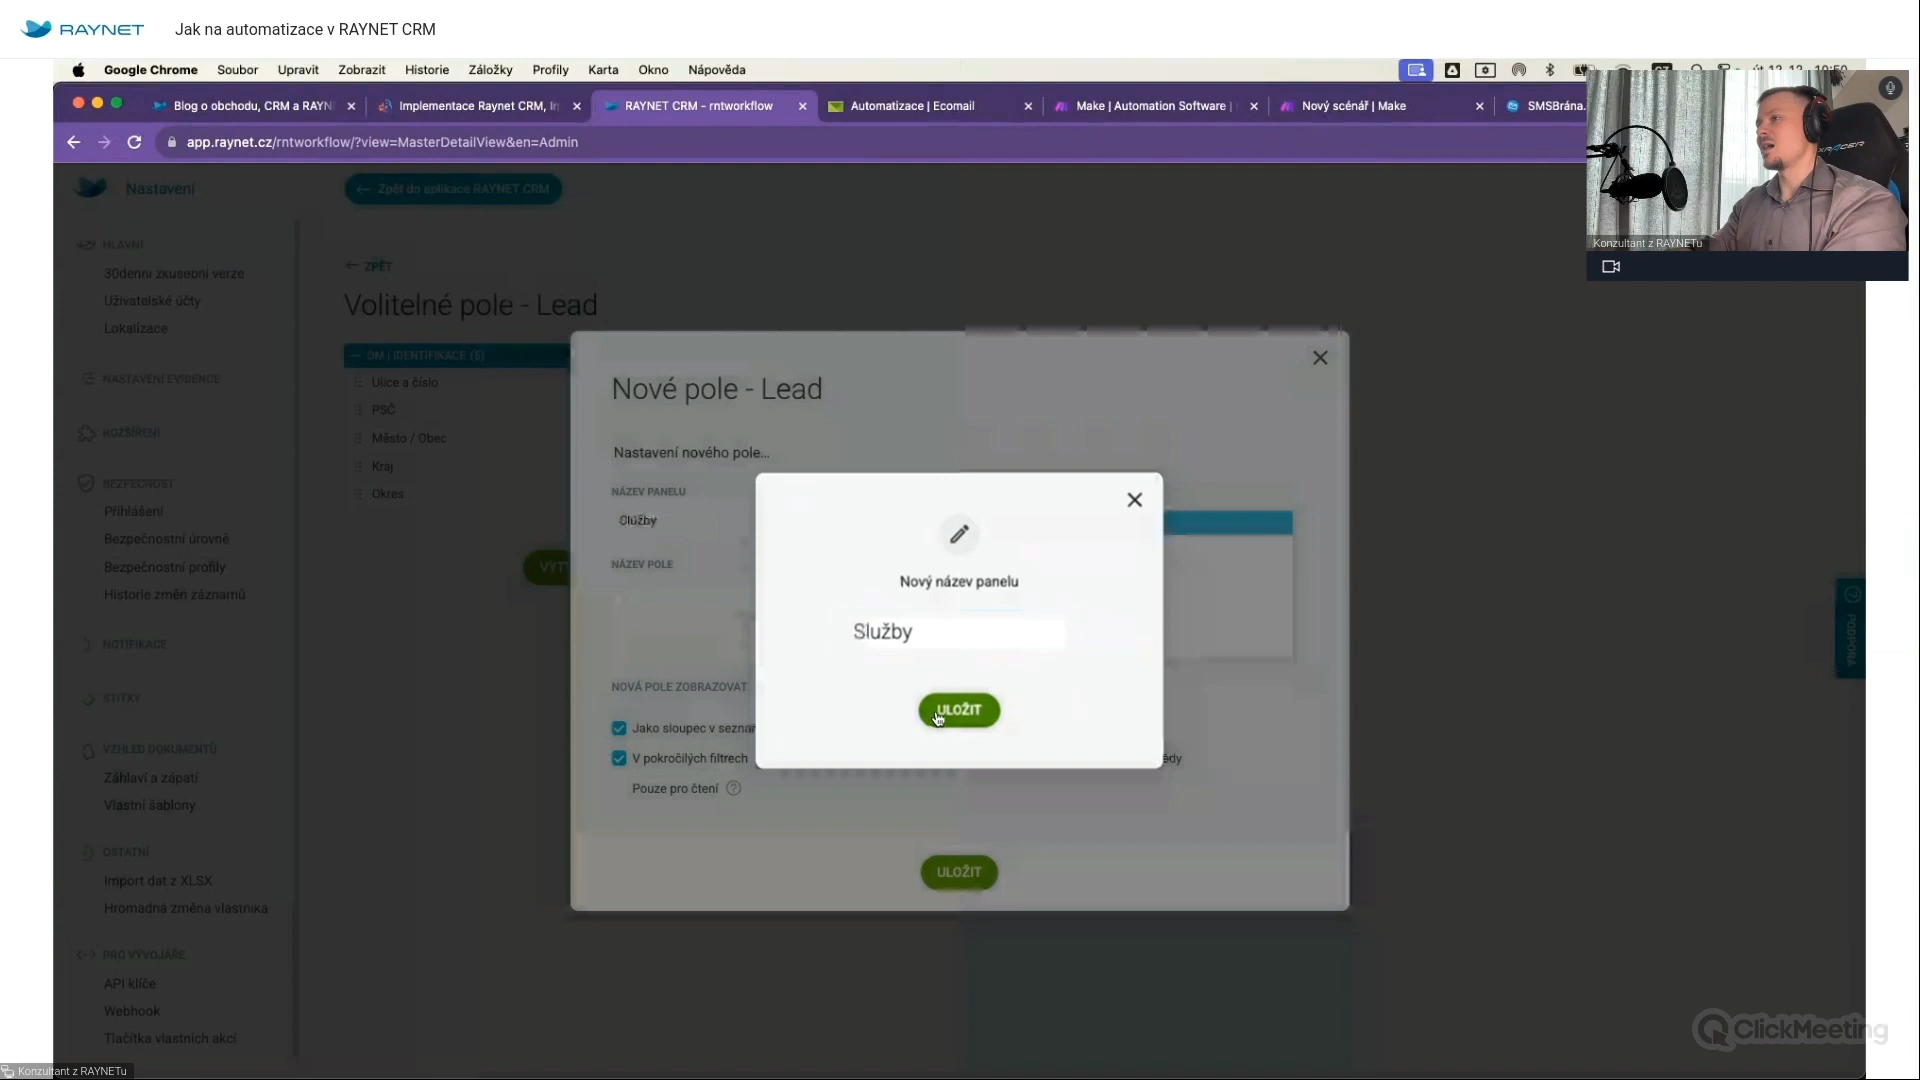 RAYNET
Jak na automatizace v RAYNET CRM
Google Chrome Soubor Upravit Zobrazit Historie Záložky Profily Karta Okno Nápověda
Blog o obchodu, CRM a RAYN
Implementace Raynet CRM, In
RAYNET CRM - rntworkflow
Automatizace | Ecomail
Make | Automation Software |
Nový scénář | Make
SMSBrána.
app.raynet.cz/rntworkflow/?view=MasterDetailView&en=Admin
Konzultant z RAYNETu
Nastavení
← Zpět do aplikace RAYNET CRM
HLAVNÍ
30denní zkušební verze
Uživatelské účty
Lokalizace
NASTAVENÍ EVIDENCE
ROZŠÍŘENÍ
BEZPEČNOST
Přihlášení
Bezpečnostní úrovně
Bezpečnostní profily
Historie změn záznamů
NOTIFIKACE
ŠTÍTKY
VZHLED DOKUMENTŮ
Záhlaví a zápatí
Vlastní šablony
OSTATNÍ
Import dat z XLSX
Hromadná změna vlastníka
PRO VÝVOJÁŘE
API klíče
Webhook
Tlačítka vlastních akcí
← ZPĚT
Volitelné pole - Lead
OM | IDENTIFIKACE (5)
Ulice a číslo
PSČ
Město / Obec
Kraj
Okres
Nové pole - Lead
Nastavení nového pole...
NÁZEV PANELU
Služby
NÁZEV POLE
NOVÁ POLE ZOBRAZOVAT
Jako sloupec v sezna
V pokročilých filtrech
Pouze pro čtení
ULOŽIT
Nový název panelu
Služby
ULOŽIT
PODPORA
ClickMeeting
Konzultant z RAYNETu